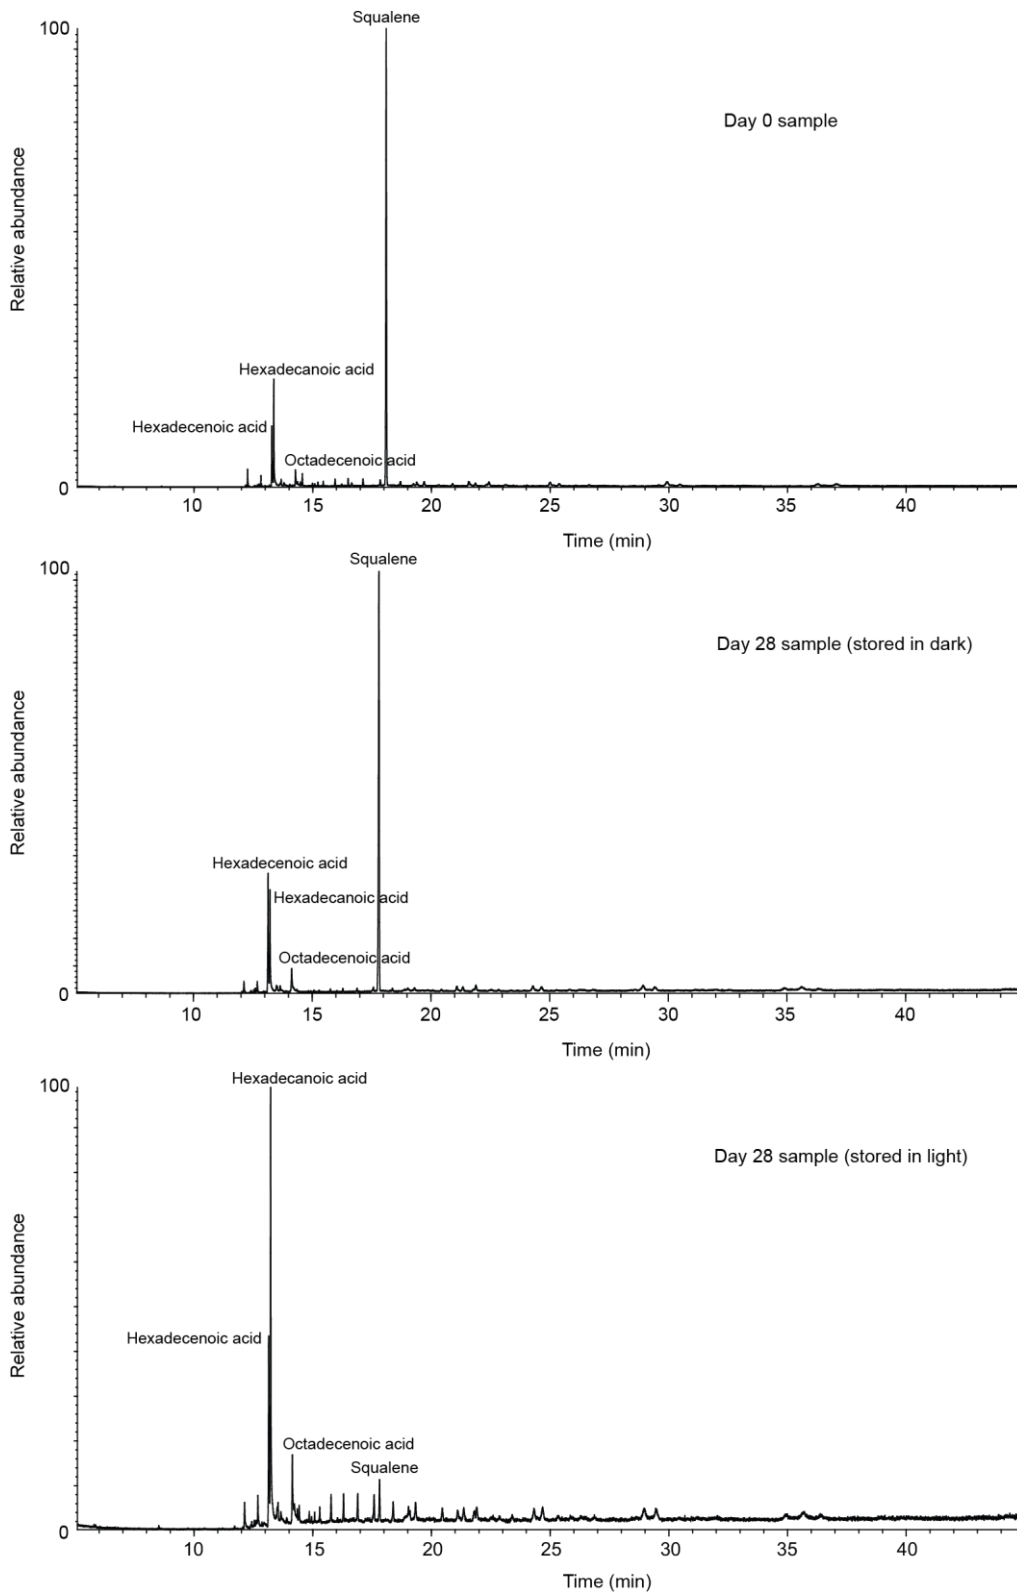 Squalene
100
Day 0 sample
Relative abundance
Hexadecanoic acid
Hexadecenoic acid
Octadecenoic acid
0
10 15 20 25 30 35 40
Time (min)
Squalene
100
Day 28 sample (stored in dark)
Relative abundance
Hexadecenoic acid
Hexadecanoic acid
Octadecenoic acid
0
10 15 20 25 30 35 40
Time (min)
Hexadecanoic acid
100
Day 28 sample (stored in light)
Relative abundance
Hexadecenoic acid
Octadecenoic acid
Squalene
0
10 15 20 25 30 35 40
Time (min)